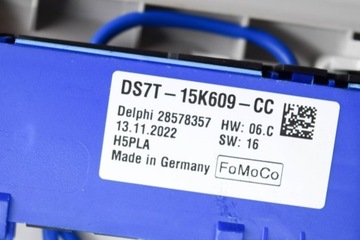 DS7T-15K609-CC
Delphi 28578357 HW: 06.C
13.11.2022 SW: 16
H5PLA
Made in Germany FoMoCo